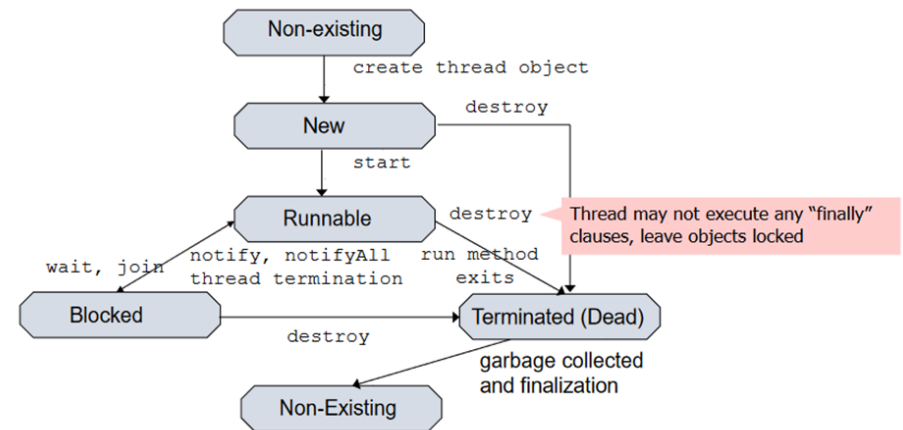 Non-existing
create thread object
New
destroy
start
Runnable
destroy
Thread may not execute any “finally”
clauses, leave objects locked
wait, join
notify, notifyAll
thread termination
run method
exits
Blocked
destroy
Terminated (Dead)
garbage collected
and finalization
Non-Existing